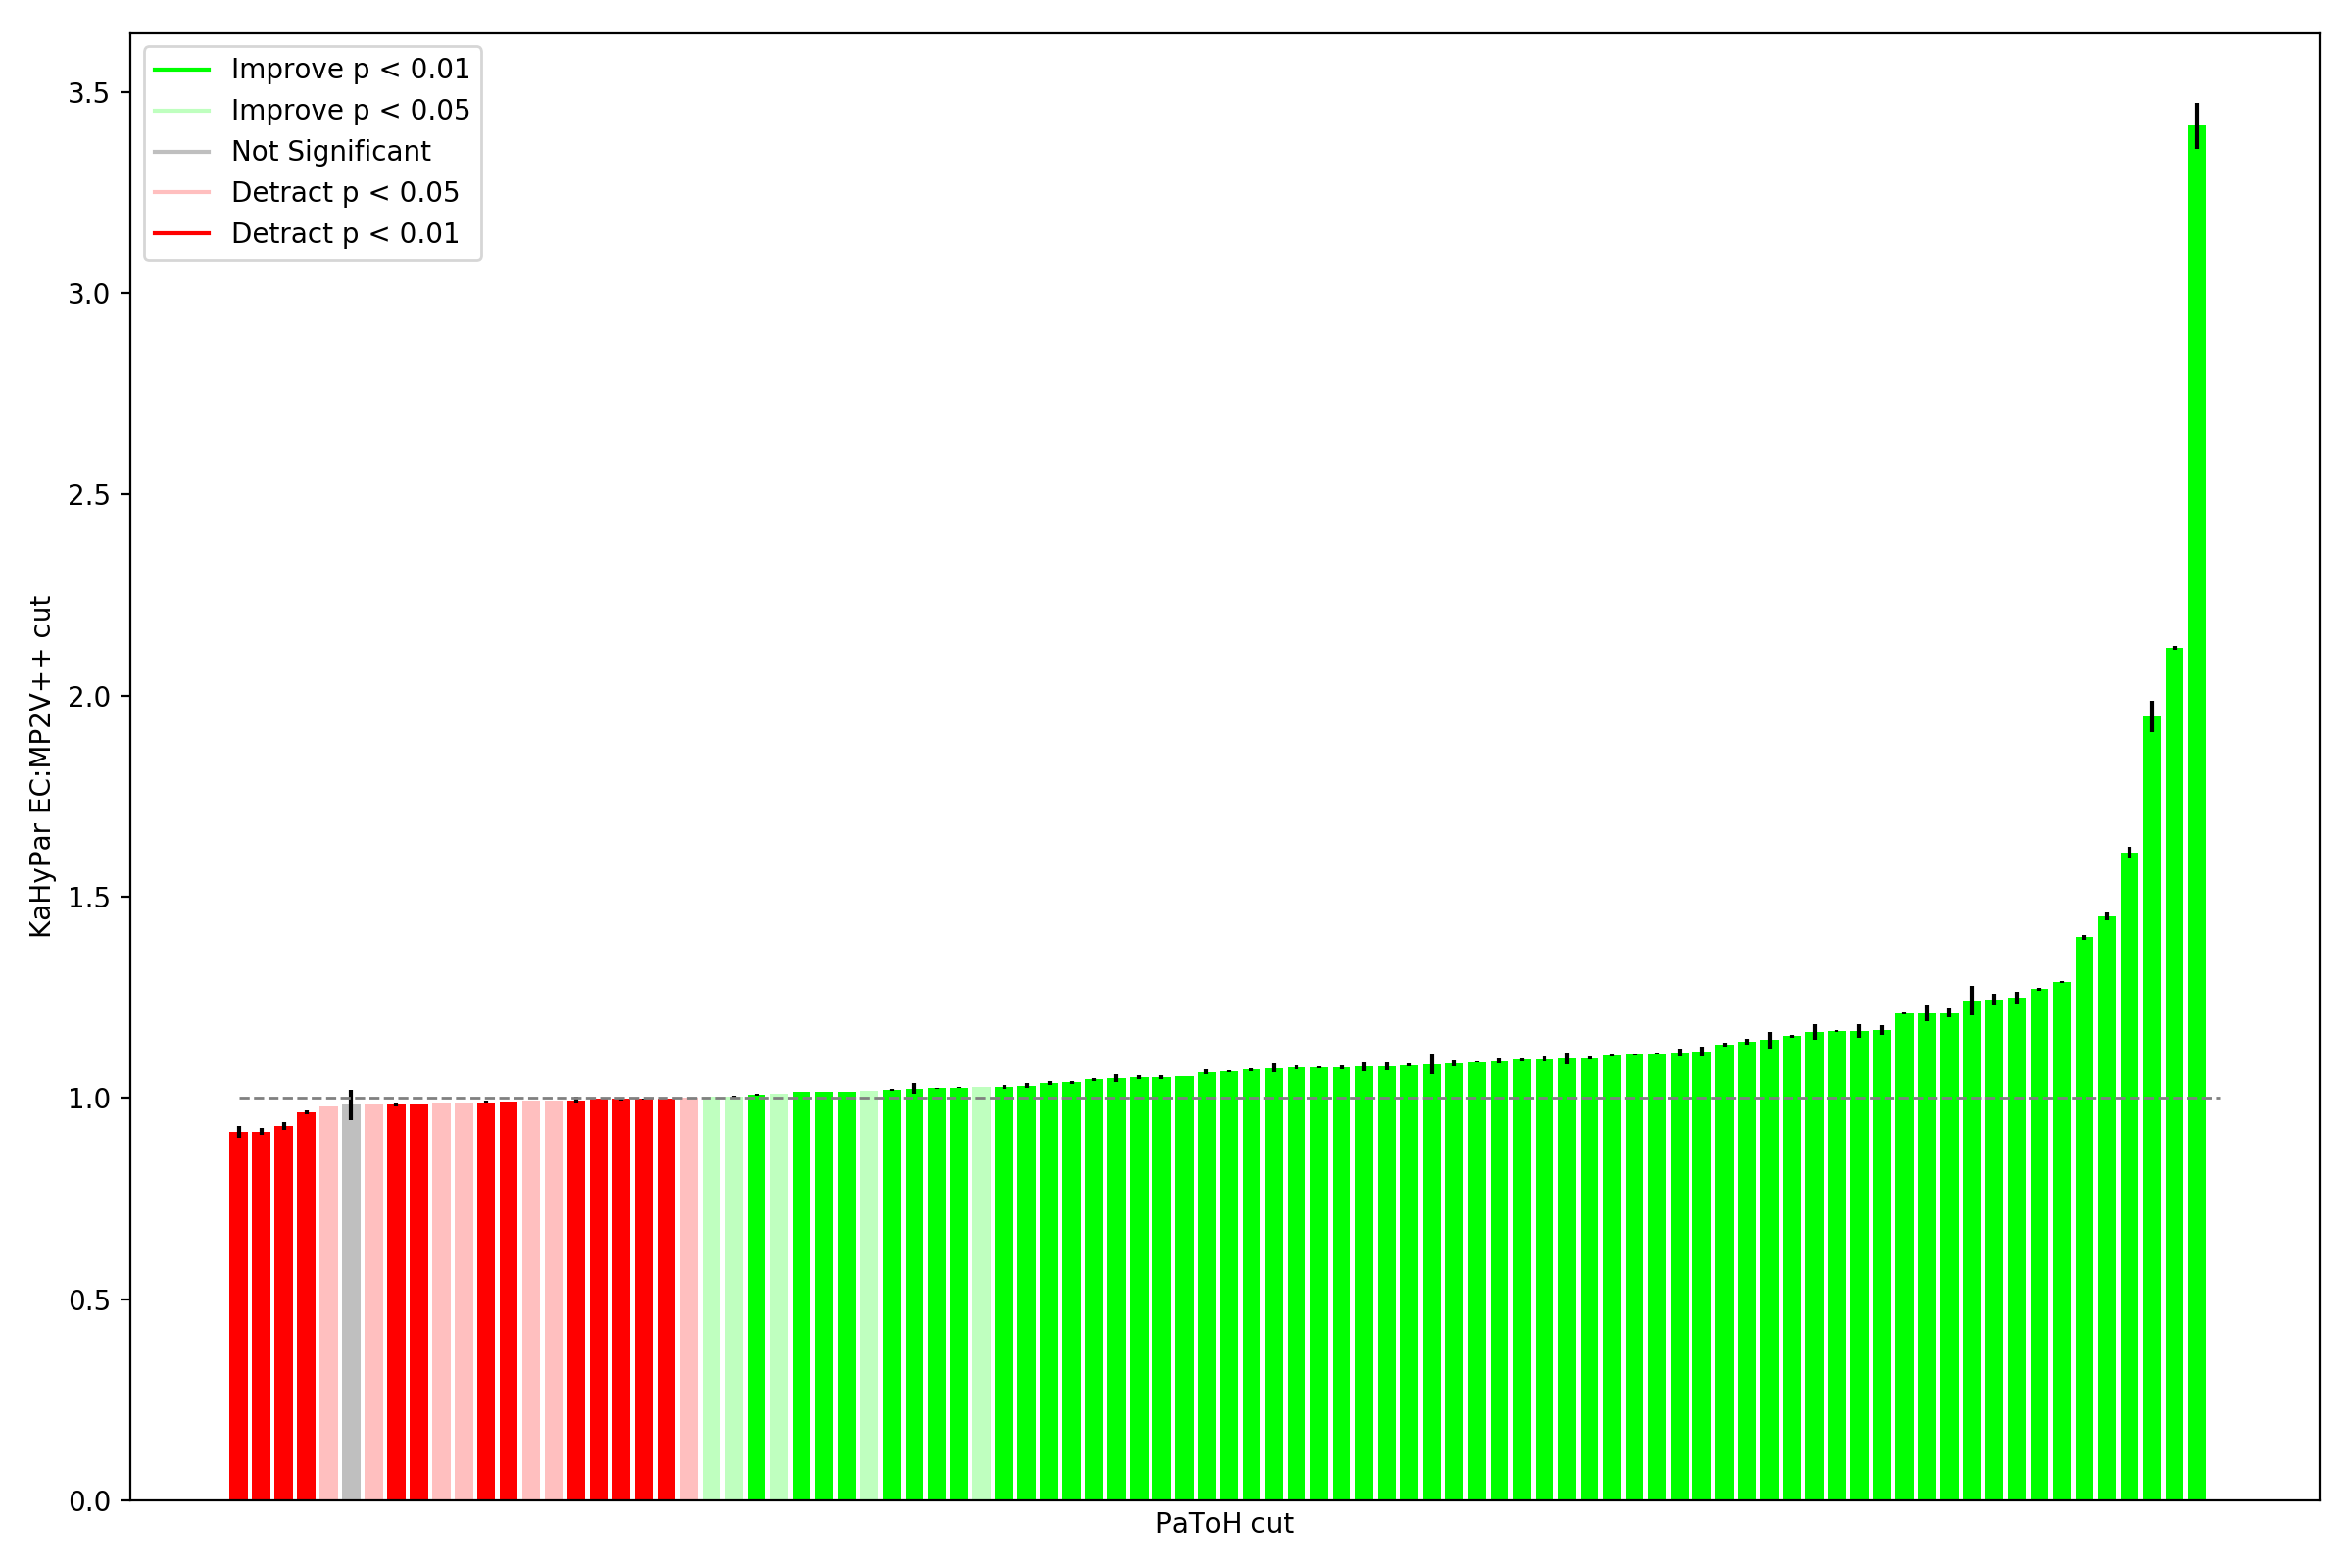 Improve p < 0.01
Improve p < 0.05
Not Significant
Detract p < 0.05
Detract p < 0.01
3.5
3.0
2.5
2.0
1.5
1.0
0.5
0.0
KaHyPar EC:MP2V++ cut
PaToH cut